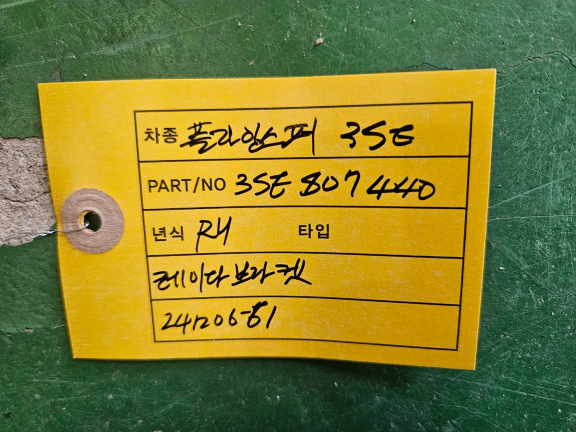 차종 플라잉스퍼 3SE
PART/NO 3SE 807 440
년식 RH 타입
레이다 브라켓
241206-51